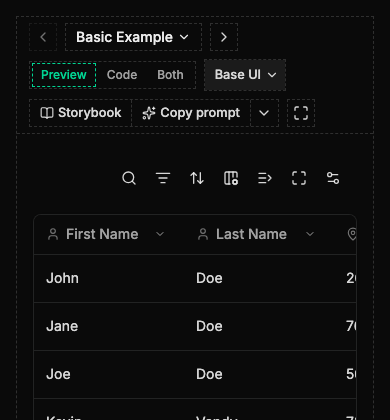 Basic Example
Preview Code Both Base UI
Storybook Copy prompt
First Name Last Name
John Doe
Jane Doe
Joe Doe